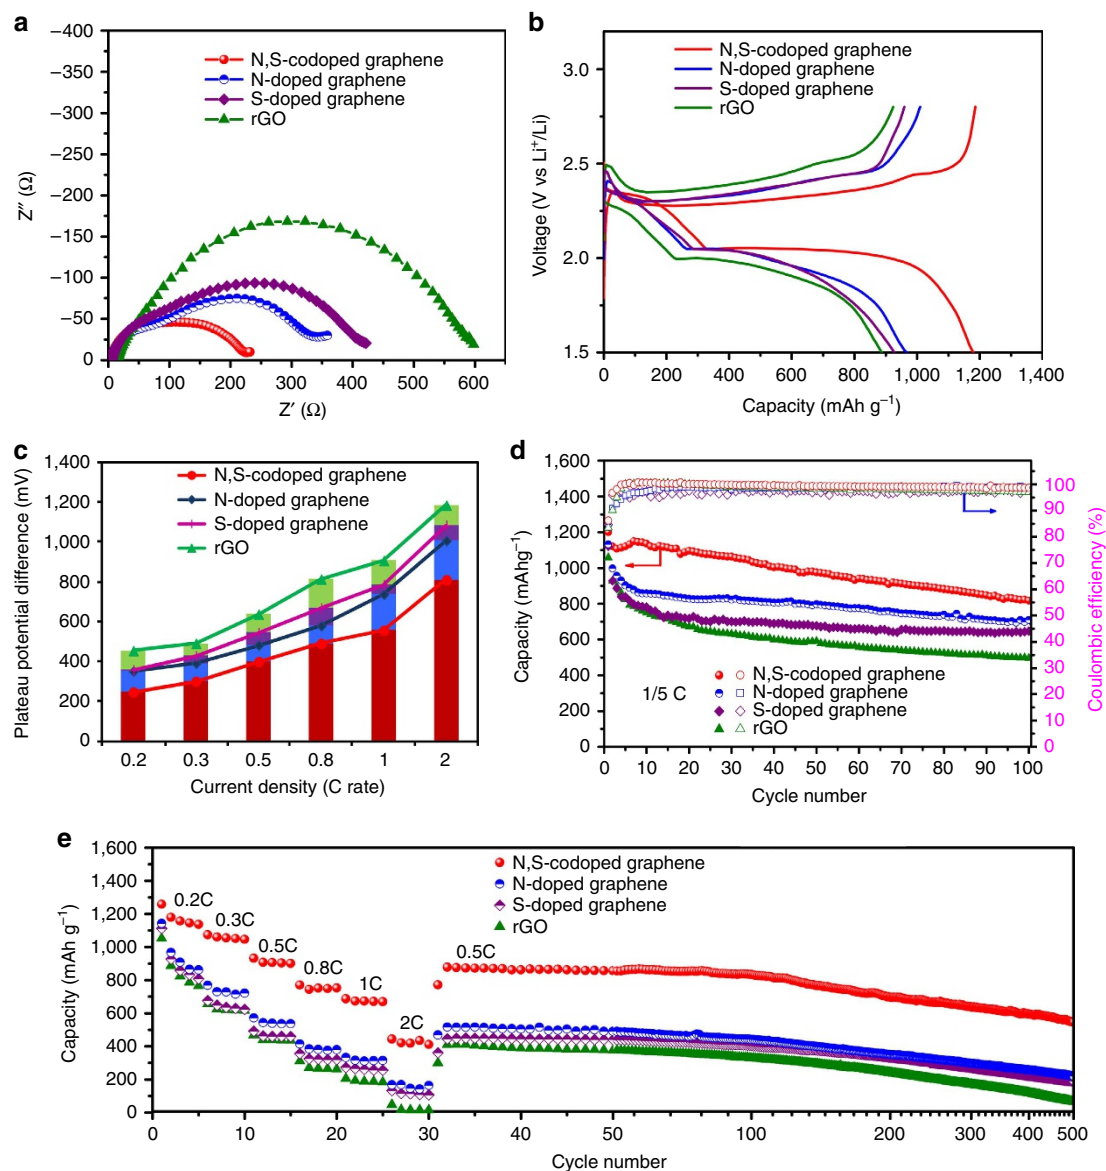 a
−400
−350
−300
−250
−200
−150
−100
−50
0
0 100 200 300 400 500 600
Z″ (Ω)
Z′ (Ω)
N,S-codoped graphene
N-doped graphene
S-doped graphene
rGO
b
3.0
2.5
2.0
1.5
0 200 400 600 800 1,000 1,200 1,400
Voltage (V vs Li⁺/Li)
Capacity (mAh g⁻¹)
N,S-codoped graphene
N-doped graphene
S-doped graphene
rGO
c
1,400
1,200
1,000
800
600
400
200
0
0.2 0.3 0.5 0.8 1 2
Plateau potential difference (mV)
Current density (C rate)
N,S-codoped graphene
N-doped graphene
S-doped graphene
rGO
d
1,600
1,400
1,200
1,000
800
600
400
200
0
0 10 20 30 40 50 60 70 80 90 100
100
90
80
70
60
50
40
30
20
10
0
Capacity (mAhg⁻¹)
Coulombic efficiency (%)
Cycle number
1/5 C
N,S-codoped graphene
N-doped graphene
S-doped graphene
rGO
e
1,600
1,400
1,200
1,000
800
600
400
200
0
0 10 20 30 40 50 100 200 300 400 500
Capacity (mAh g⁻¹)
Cycle number
N,S-codoped graphene
N-doped graphene
S-doped graphene
rGO
0.2C
0.3C
0.5C
0.8C
1C
2C
0.5C